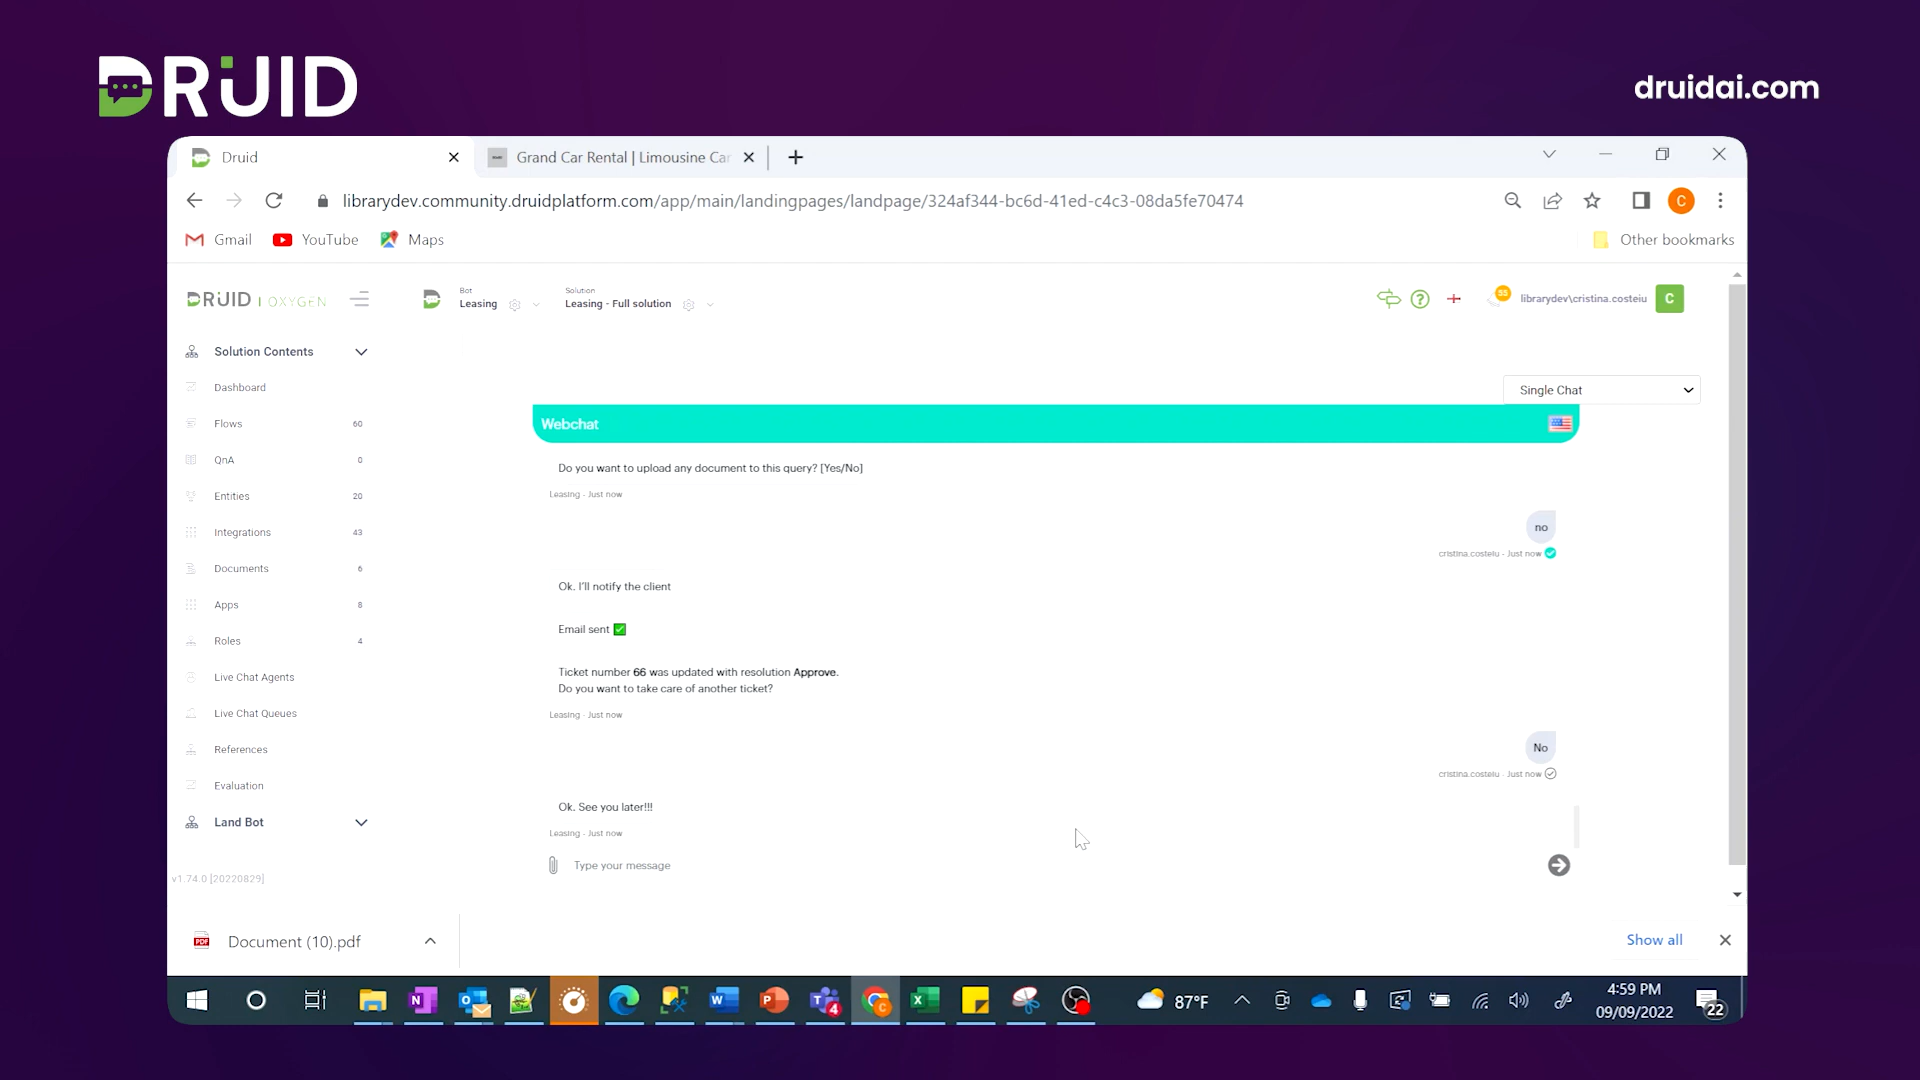 DRUID
druidai.com
Druid
Grand Car Rental | Limousine Car
librarydev.community.druidplatform.com/app/main/landingpages/landpage/324af344-bc6d-41ed-c4c3-08da5fe70474
C
Gmail
YouTube
Maps
Other bookmarks
DRUID | OXYGEN
Bot
Leasing
Solution
Leasing - Full solution
55
librarydev\cristina.costeiu
C
Solution Contents
Dashboard
Flows 60
QnA 0
Entities 20
Integrations 43
Documents 6
Apps 8
Roles 4
Live Chat Agents
Live Chat Queues
References
Evaluation
Land Bot
v1.74.0 [20220829]
Single Chat
Webchat
Do you want to upload any document to this query? [Yes/No]
Leasing - Just now
no
cristina.costeiu - Just now
Ok. I'll notify the client
Email sent ✅
Ticket number 66 was updated with resolution Approve.
Do you want to take care of another ticket?
Leasing - Just now
No
cristina.costeiu - Just now
Ok. See you later!!!
Leasing - Just now
Type your message
PDF
Document (10).pdf
Show all
N
W
P
4
C
X
87°F
4:59 PM
09/09/2022
22